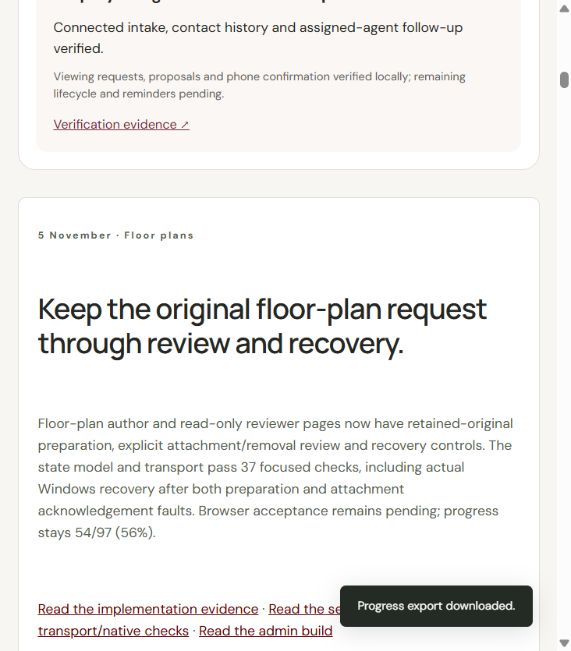 Connected intake, contact history and assigned-agent follow-up
verified.
Viewing requests, proposals and phone confirmation verified locally; remaining
lifecycle and reminders pending.
Verification evidence ↗
5 November · Floor plans
Keep the original floor-plan request
through review and recovery.
Floor-plan author and read-only reviewer pages now have retained-original
preparation, explicit attachment/removal review and recovery controls. The
state model and transport pass 37 focused checks, including actual
Windows recovery after both preparation and attachment
acknowledgement faults. Browser acceptance remains pending; progress
stays 54/97 (56%).
Read the implementation evidence · Read the
transport/native checks · Read the admin build
Progress export downloaded.